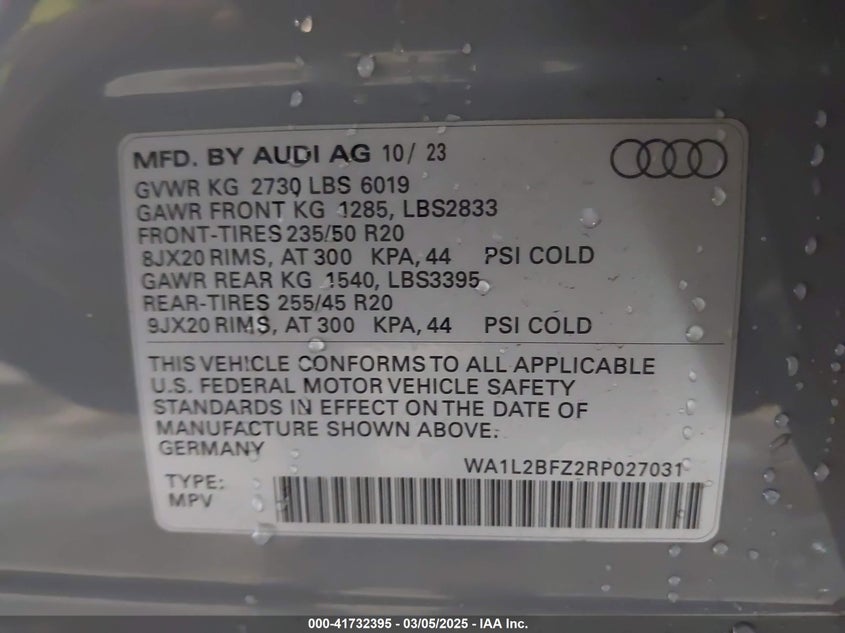 MFD. BY AUDI AG 10/ 23
GVWR KG 2730 LBS 6019
GAWR FRONT KG 1285, LBS2833
FRONT-TIRES 235/50 R20
8JX20 RIMS, AT 300 KPA, 44 PSI COLD
GAWR REAR KG 1540, LBS3395
REAR-TIRES 255/45 R20
9JX20 RIMS, AT 300 KPA, 44 PSI COLD
THIS VEHICLE CONFORMS TO ALL APPLICABLE
U.S. FEDERAL MOTOR VEHICLE SAFETY
STANDARDS IN EFFECT ON THE DATE OF
MANUFACTURE SHOWN ABOVE.
GERMANY
WA1L2BFZ2RP027031
TYPE:
MPV
000-41732395 - 03/05/2025 - IAA Inc.